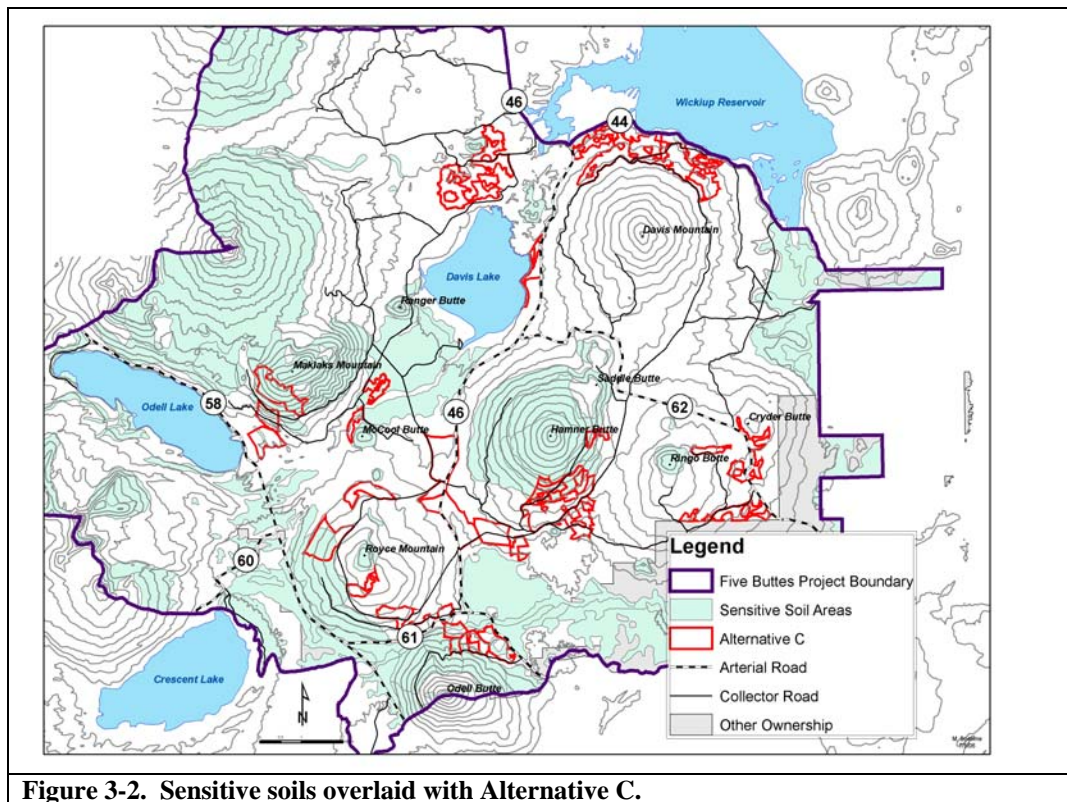 46
44
Wickiup Reservoir
Davis Mountain
Davis Lake
Ranger Butte
Maklaks Mountain
Saddle Butte
Odell Lake
58
46
62
Cryder Butte
McCool Butte
Hamner Butte
Ringo Butte
Royce Mountain
60
61
Crescent Lake
Odell Butte
N
Legend
Five Buttes Project Boundary
Sensitive Soil Areas
Alternative C
Arterial Road
Collector Road
Other Ownership
Figure 3-2. Sensitive soils overlaid with Alternative C.